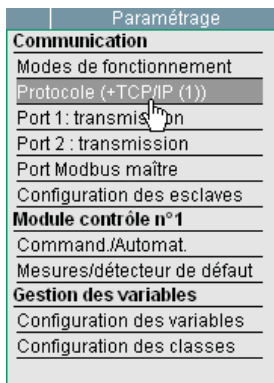 Paramétrage
Communication
Modes de fonctionnement
Protocole (+TCP/IP (1))
Port 1: transmission
Port 2 : transmission
Port Modbus maître
Configuration des esclaves
Module contrôle n°1
Command./Automat.
Mesures/détecteur de défaut
Gestion des variables
Configuration des variables
Configuration des classes